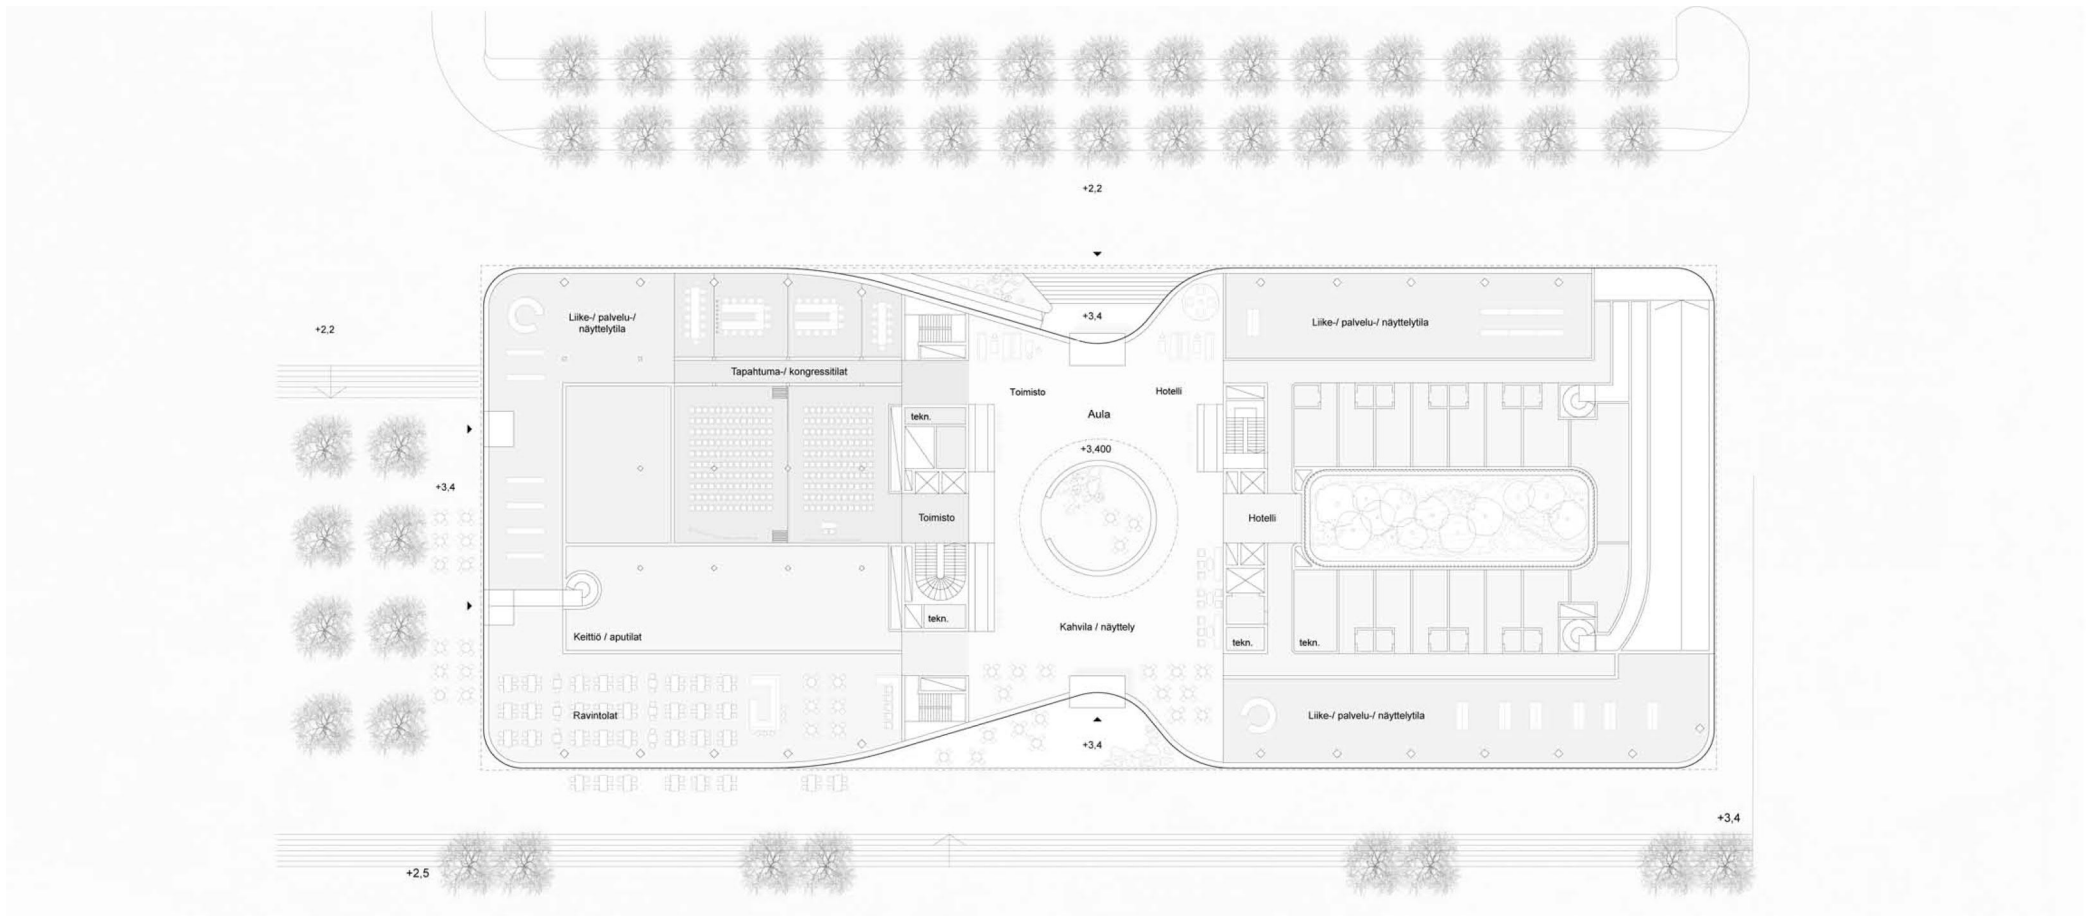 +2,2
+3,4
Liike-/ palvelu-/
näyttelytila
Liike-/ palvelu-/ näyttelytila
+2,2
Tapahtuma-/ kongressitilat
Toimisto
Hotelli
Aula
tekn.
+3,400
+3,4
Toimisto
Hotelli
tekn.
Kahvila / näyttely
Keittiö / aputilat
tekn.
tekn.
Ravintolat
Liike-/ palvelu-/ näyttelytila
+3,4
+3,4
+2,5